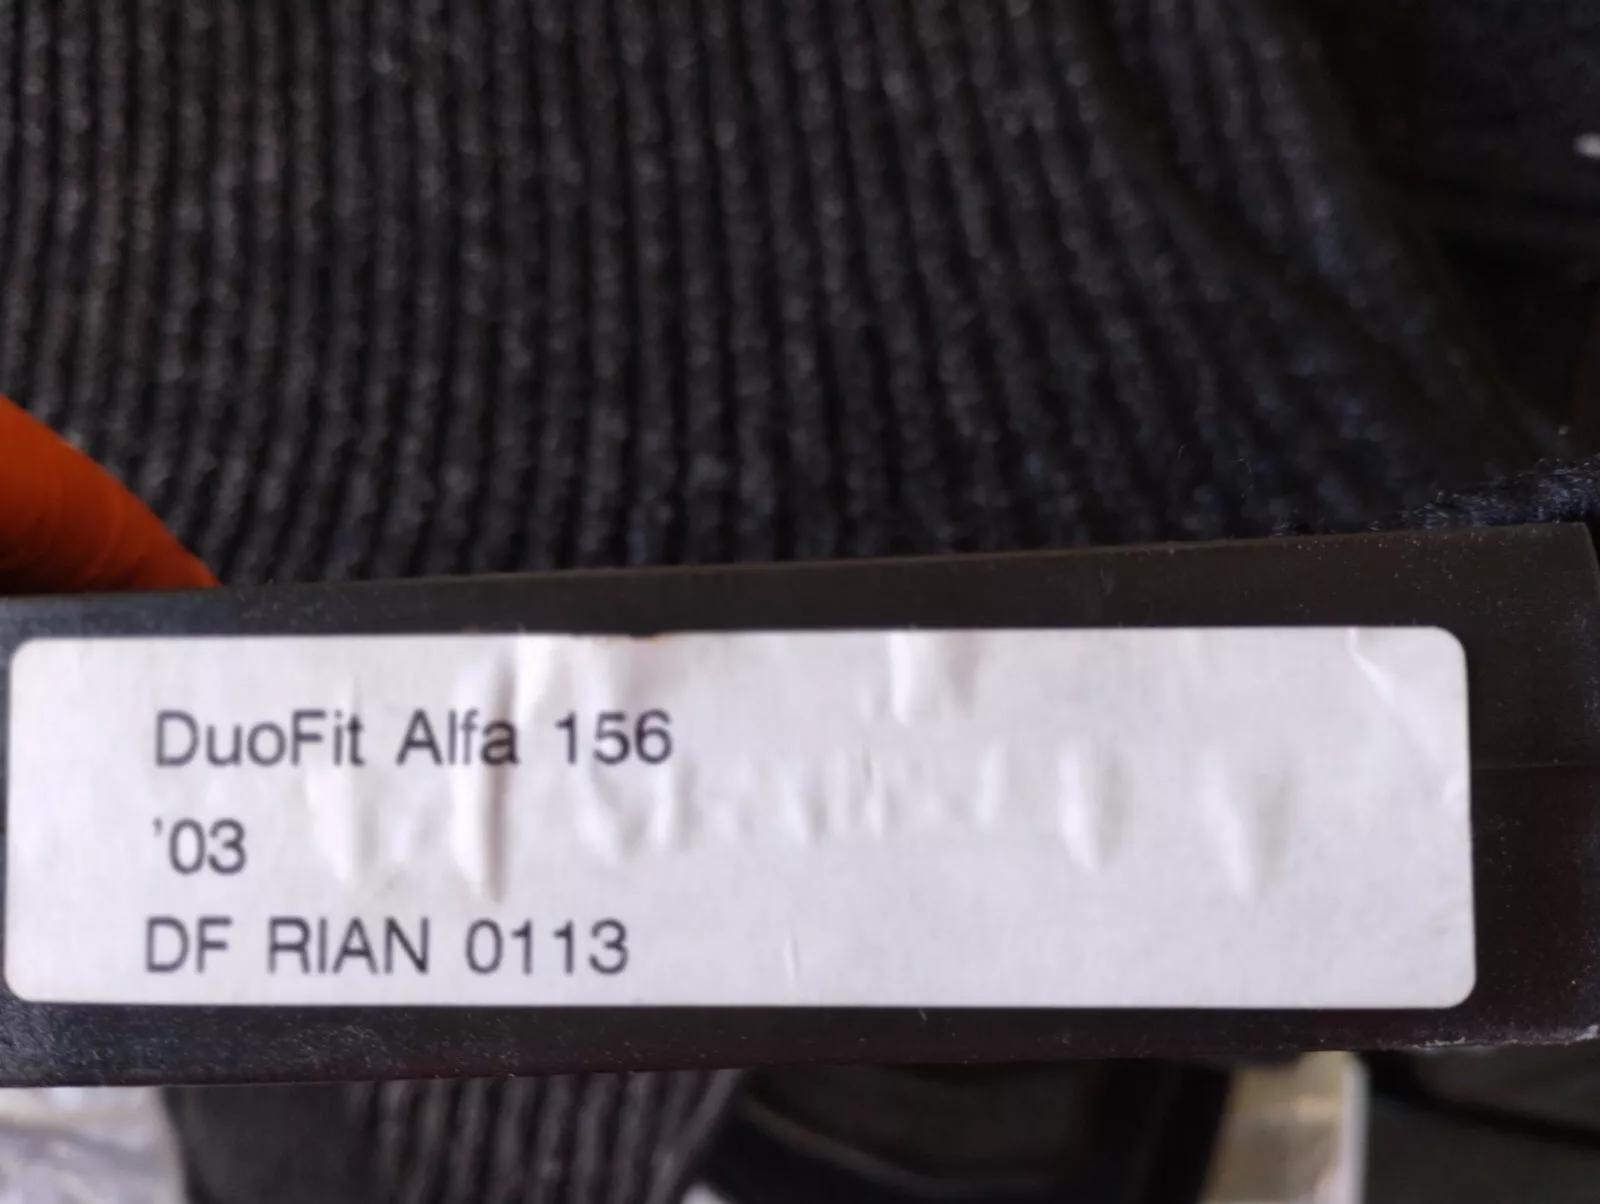 DuoFit Alfa 156
'03
DF RIAN 0113